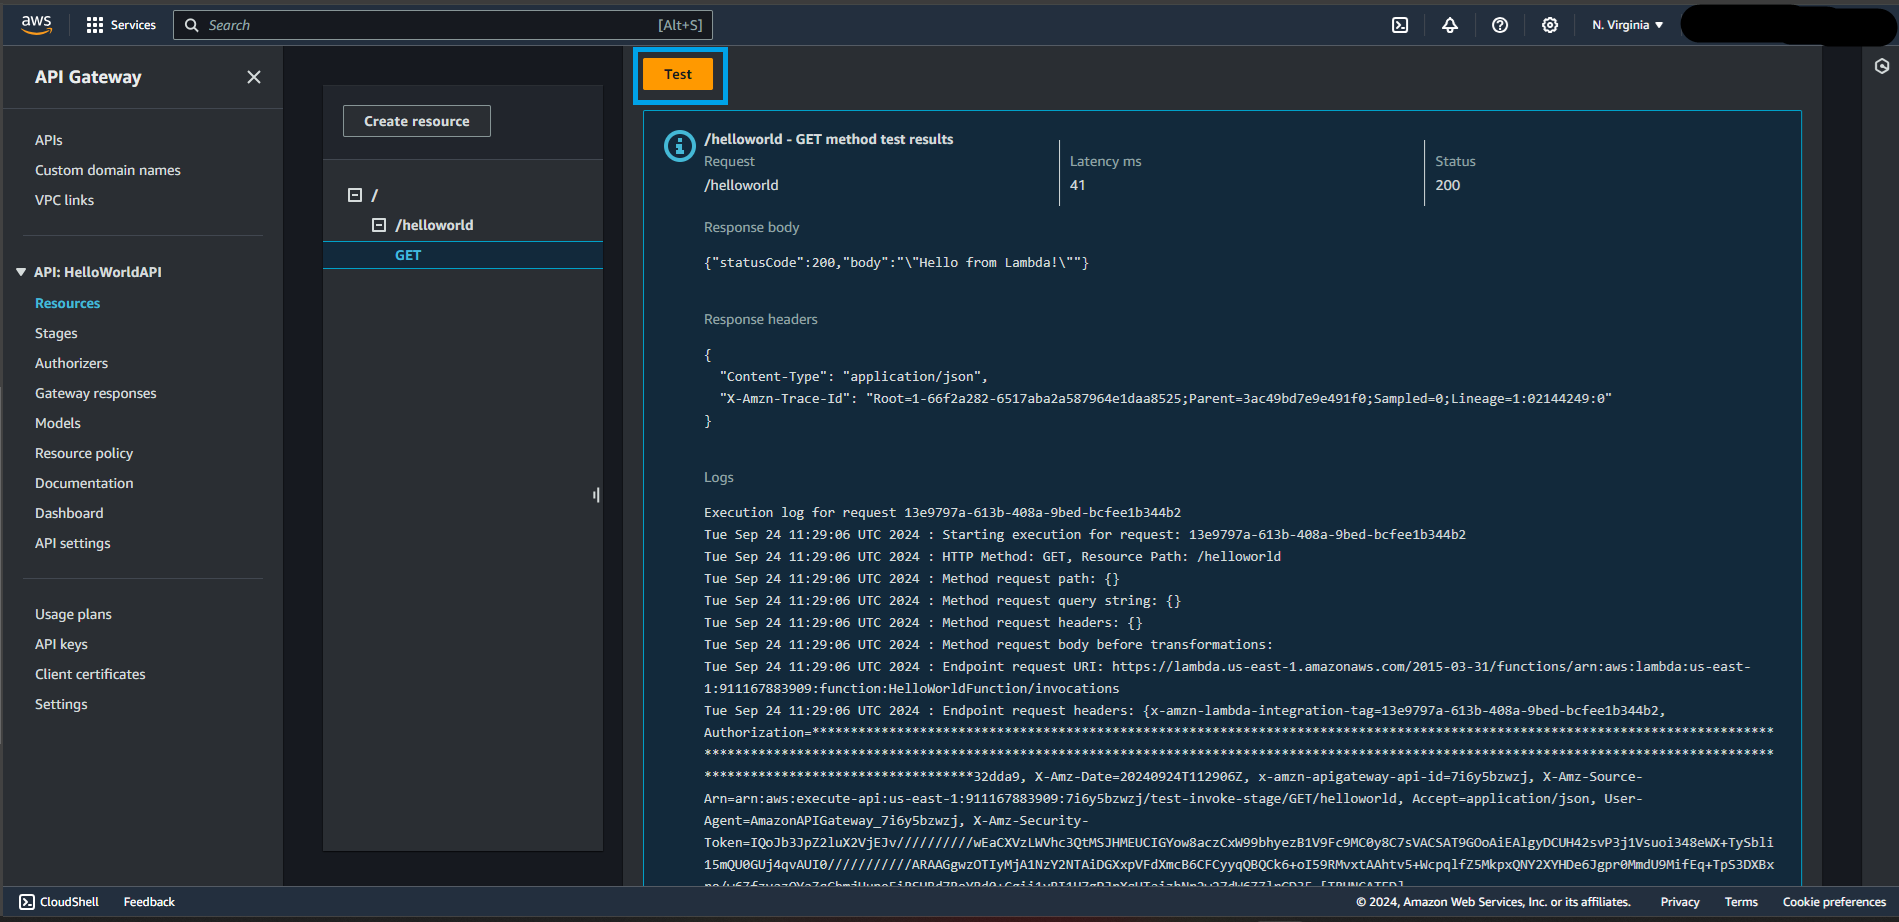 aws
Services
Search
[Alt+S]
N. Virginia
API Gateway
APIs
Custom domain names
VPC links
API: HelloWorldAPI
Resources
Stages
Authorizers
Gateway responses
Models
Resource policy
Documentation
Dashboard
API settings
Usage plans
API keys
Client certificates
Settings
Create resource
/
/helloworld
GET
Test
/helloworld - GET method test results
Request
/helloworld
Latency ms
41
Status
200
Response body
{"statusCode":200,"body":"\"Hello from Lambda!\""}
Response headers
{
"Content-Type": "application/json",
"X-Amzn-Trace-Id": "Root=1-66f2a282-6517aba2a587964e1daa8525;Parent=3ac49bd7e9e491f0;Sampled=0;Lineage=1:02144249:0"
}
Logs
Execution log for request 13e9797a-613b-408a-9bed-bcfee1b344b2
Tue Sep 24 11:29:06 UTC 2024 : Starting execution for request: 13e9797a-613b-408a-9bed-bcfee1b344b2
Tue Sep 24 11:29:06 UTC 2024 : HTTP Method: GET, Resource Path: /helloworld
Tue Sep 24 11:29:06 UTC 2024 : Method request path: {}
Tue Sep 24 11:29:06 UTC 2024 : Method request query string: {}
Tue Sep 24 11:29:06 UTC 2024 : Method request headers: {}
Tue Sep 24 11:29:06 UTC 2024 : Method request body before transformations:
Tue Sep 24 11:29:06 UTC 2024 : Endpoint request URI: https://lambda.us-east-1.amazonaws.com/2015-03-31/functions/arn:aws:lambda:us-east-
1:911167883909:function:HelloWorldFunction/invocations
Tue Sep 24 11:29:06 UTC 2024 : Endpoint request headers: {x-amzn-lambda-integration-tag=13e9797a-613b-408a-9bed-bcfee1b344b2,
Authorization=*****************************************************************************************************************************
*******************************************************************************************************************************************
***********************************32dda9, X-Amz-Date=20240924T112906Z, x-amzn-apigateway-api-id=7i6y5bzwzj, X-Amz-Source-
Arn=arn:aws:execute-api:us-east-1:911167883909:7i6y5bzwzj/test-invoke-stage/GET/helloworld, Accept=application/json, User-
Agent=AmazonAPIGateway_7i6y5bzwzj, X-Amz-Security-
Token=IQoJb3JpZ2luX2VjEJv//////////wEaCXVzLWVhc3QtMSJHMEUCIGYow8aczCxW99bhyezB1V9Fc9MC0y8C7sVACSAT9GOoAiEAlgyDCUH42svP3j1Vsuoi348eWX+TySbli
15mQU0GUj4qvAUI0///////////ARAAGgwzOTIyMjA1NzY2NTAiDGXxpVFdXmcB6CFCyyqQBQCk6+oI59RMvxtAAhtv5+WcpqlfZ5MkpxQNY2XYHDe6Jgpr0MmdU9MifEq+TpS3DXBx
CloudShell
Feedback
© 2024, Amazon Web Services, Inc. or its affiliates.
Privacy
Terms
Cookie preferences